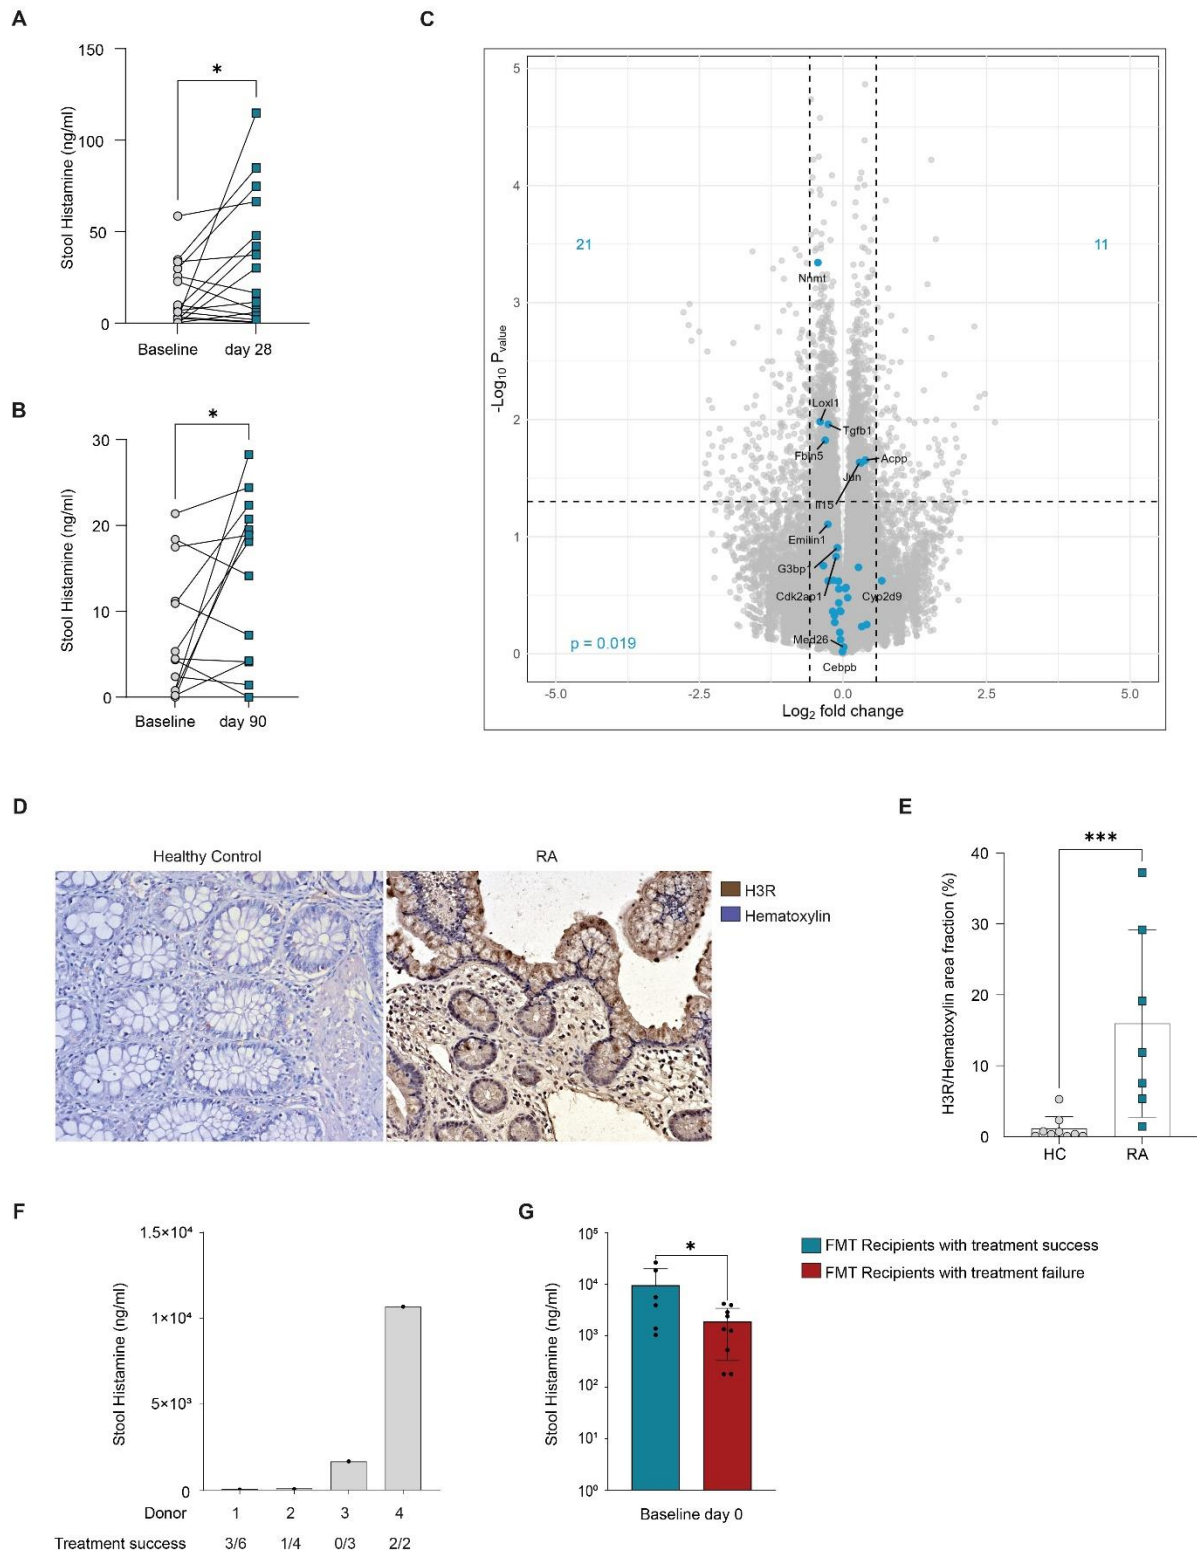 A
150
100
50
0
Stool Histamine (ng/ml)
*
Baseline
day 28
B
30
20
10
0
Stool Histamine (ng/ml)
*
Baseline
day 90
C
5
4
3
2
1
0
-Log10 Pvalue
21
11
Nnmt
Loxl1
Tgfb1
Fbln5
Acpp
Jun
Il15
Emilin1
G3bp1
Cdk2ap1
Cyp2d9
Med26
Cebpb
p = 0.019
-5.0
-2.5
0.0
2.5
5.0
Log2 fold change
D
Healthy Control
RA
H3R
Hematoxylin
E
40
30
20
10
0
H3R/Hematoxylin area fraction (%)
***
HC
RA
F
1.5×10⁴
1×10⁴
5×10³
0
Stool Histamine (ng/ml)
Donor 1 2 3 4
Treatment success 3/6 1/4 0/3 2/2
G
10⁵
10⁴
10³
10²
10¹
10⁰
Stool Histamine (ng/ml)
*
Baseline day 0
FMT Recipients with treatment success
FMT Recipients with treatment failure